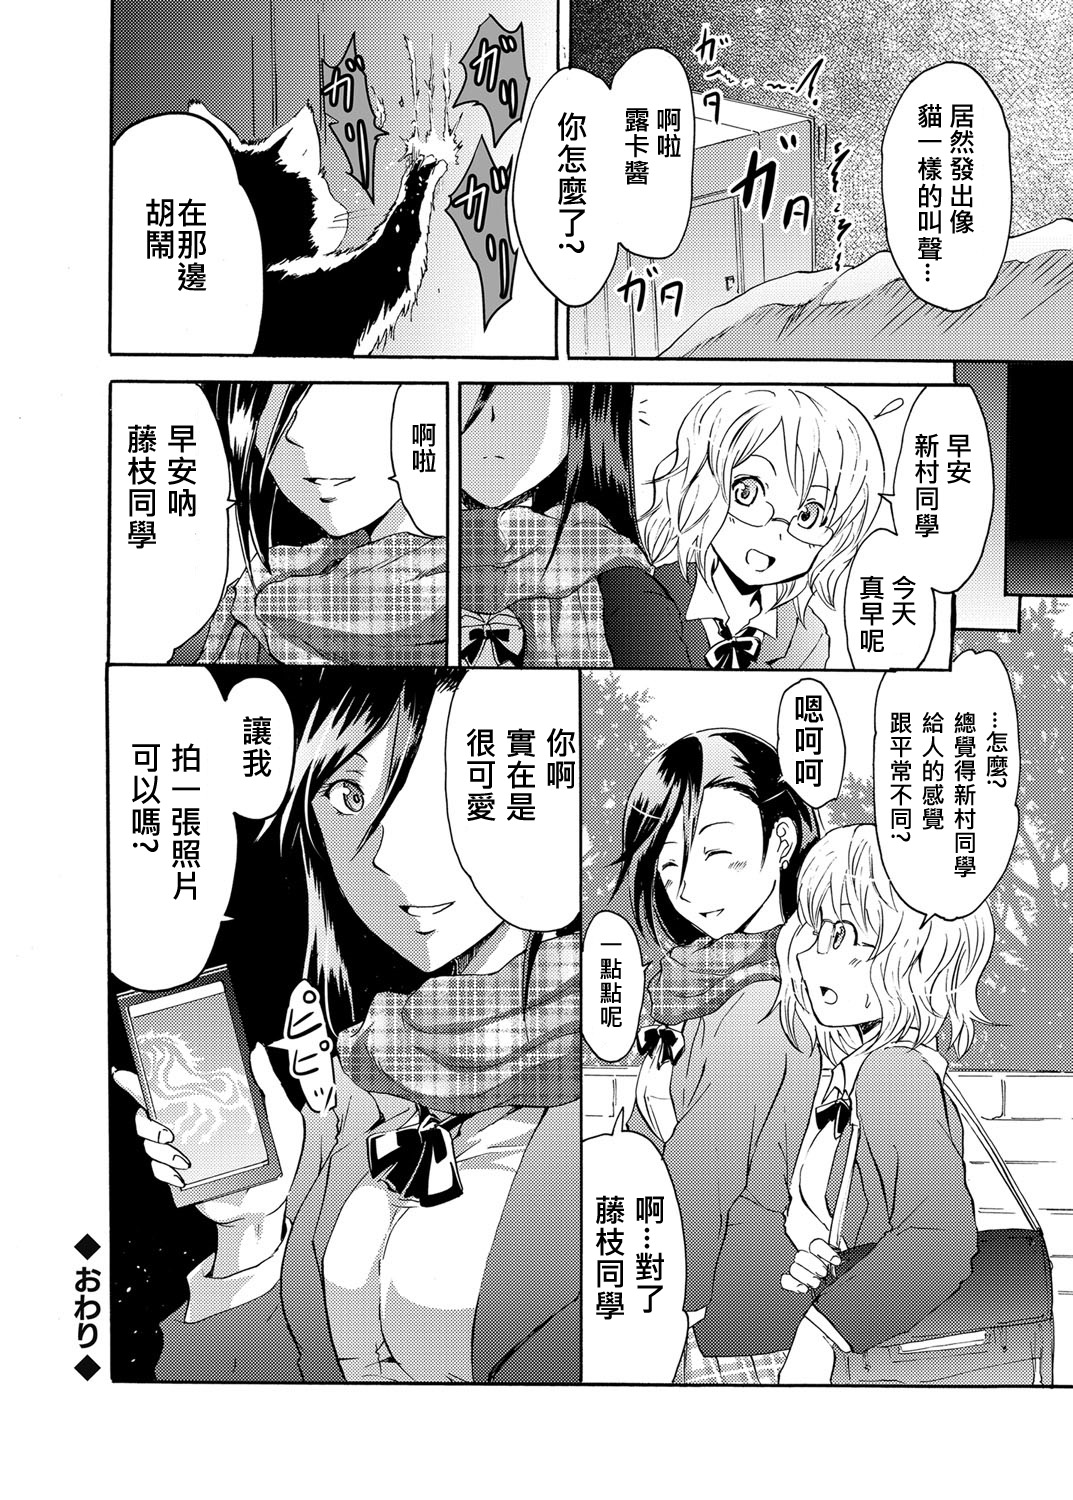 居然發出像
貓一樣的叫聲…
ガ
タ
ガタ
ガタ
啊啦
露卡醬
你怎麼了?
ガリ
ガリ
ガリ
在那邊
胡鬧
早安
新村同學
今天
真早呢
啊啦
早安吶
藤枝同學
…怎麼?
總覺得新村同學
給人的感覺
跟平常不同?
嗯呵呵
一點點呢
啊…對了
藤枝同學
你啊
實在是
很可愛
讓我
拍一張照片
可以嗎?
ピピピッ
◆おわり◆